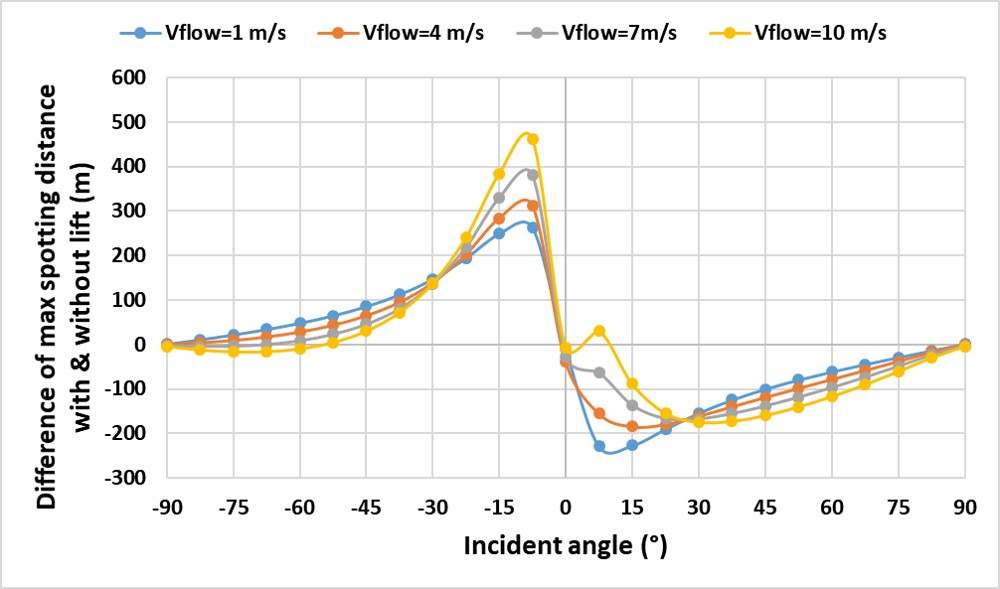 Vflow=1 m/s Vflow=4 m/s Vflow=7m/s Vflow=10 m/s
Difference of max spotting distance
with & without lift (m)
600
500
400
300
200
100
0
-100
-200
-300
-90 -75 -60 -45 -30 -15 0 15 30 45 60 75 90
Incident angle (°)